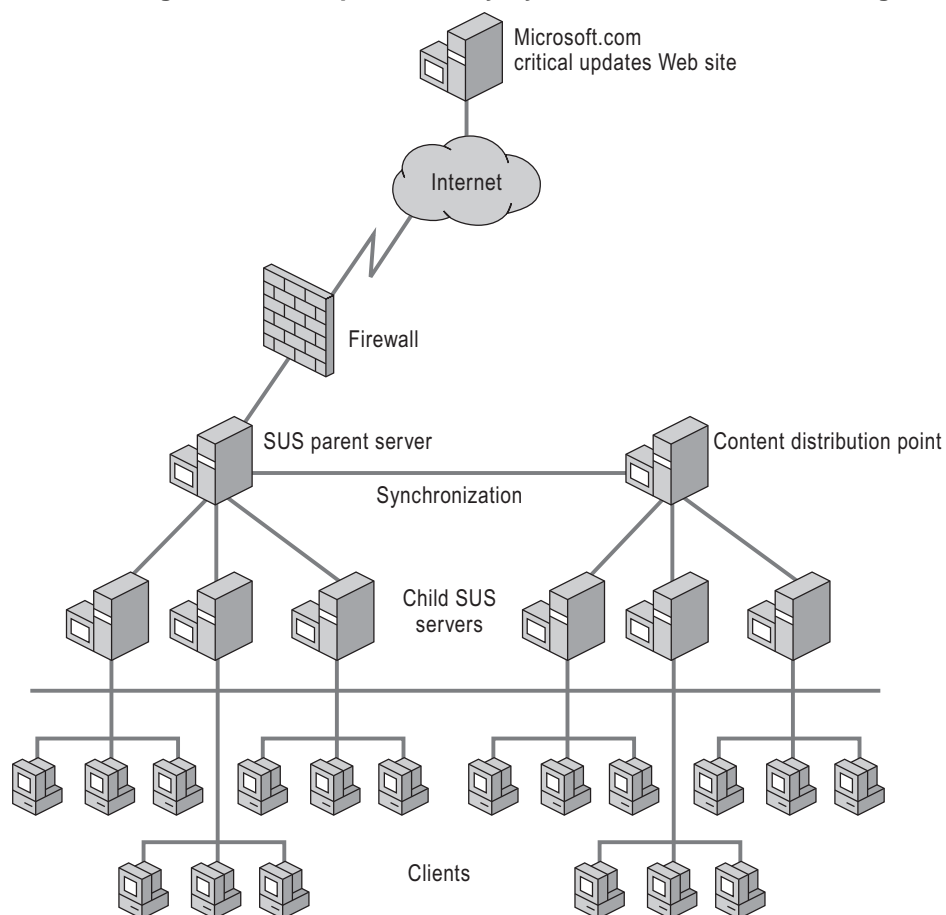 Microsoft.com
critical updates Web site
Internet
Firewall
SUS parent server
Content distribution point
Synchronization
Child SUS
servers
Clients